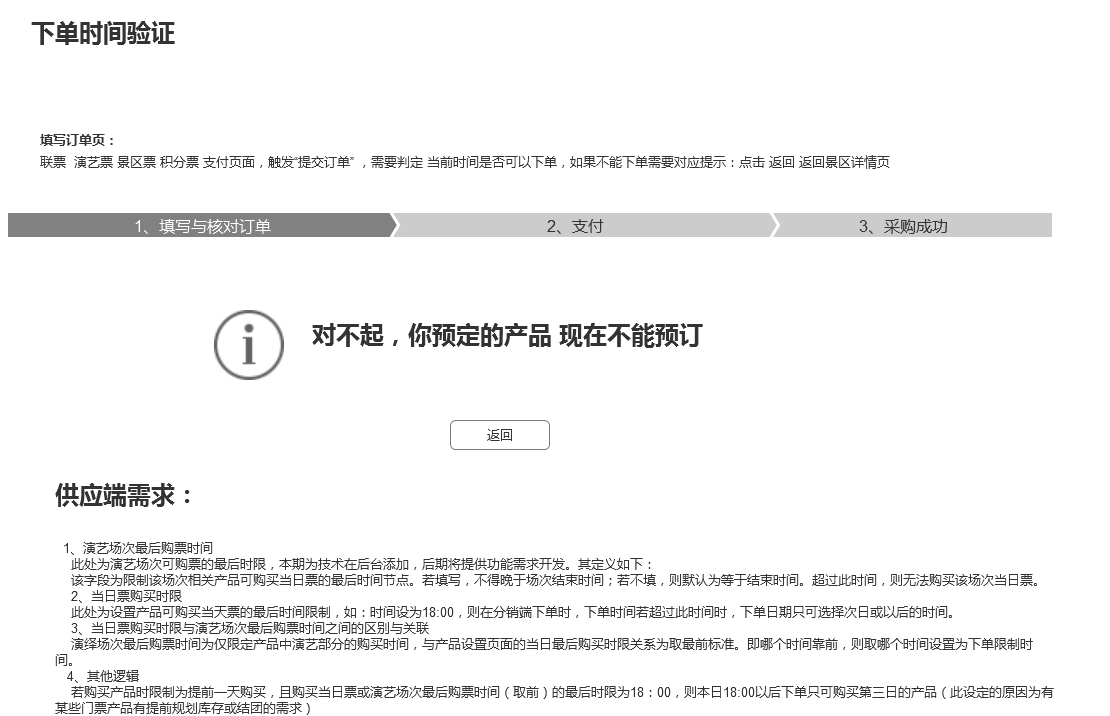 下单时间验证
填写订单页：
联票 演艺票 景区票 积分票 支付页面，触发“提交订单” ，需要判定 当前时间是否可以下单，如果不能下单需要对应提示：点击 返回 返回景区详情页
1、填写与核对订单
2、支付
3、采购成功
对不起，你预定的产品 现在不能预订
返回
供应端需求：
1、演艺场次最后购票时间
此处为演艺场次可购票的最后时限，本期为技术在后台添加，后期将提供功能需求开发。其定义如下：
该字段为限制该场次相关产品可购买当日票的最后时间节点。若填写，不得晚于场次结束时间；若不填，则默认为等于结束时间。超过此时间，则无法购买该场次当日票。
2、当日票购买时限
此处为设置产品可购买当天票的最后时间限制，如：时间设为18:00，则在分销端下单时，下单时间若超过此时间时，下单日期只可选择次日或以后的时间。
3、当日票购买时限与演艺场次最后购票时间之间的区别与关联
演绎场次最后购票时间为仅限定产品中演艺部分的购买时间，与产品设置页面的当日最后购买时限关系为取最前标准。即哪个时间靠前，则取哪个时间设置为下单限制时
间。
4、其他逻辑
若购买产品时限制为提前一天购买，且购买当日票或演艺场次最后购票时间（取前）的最后时限为18：00，则本日18:00以后下单只可购买第三日的产品（此设定的原因为有
某些门票产品有提前规划库存或结团的需求）